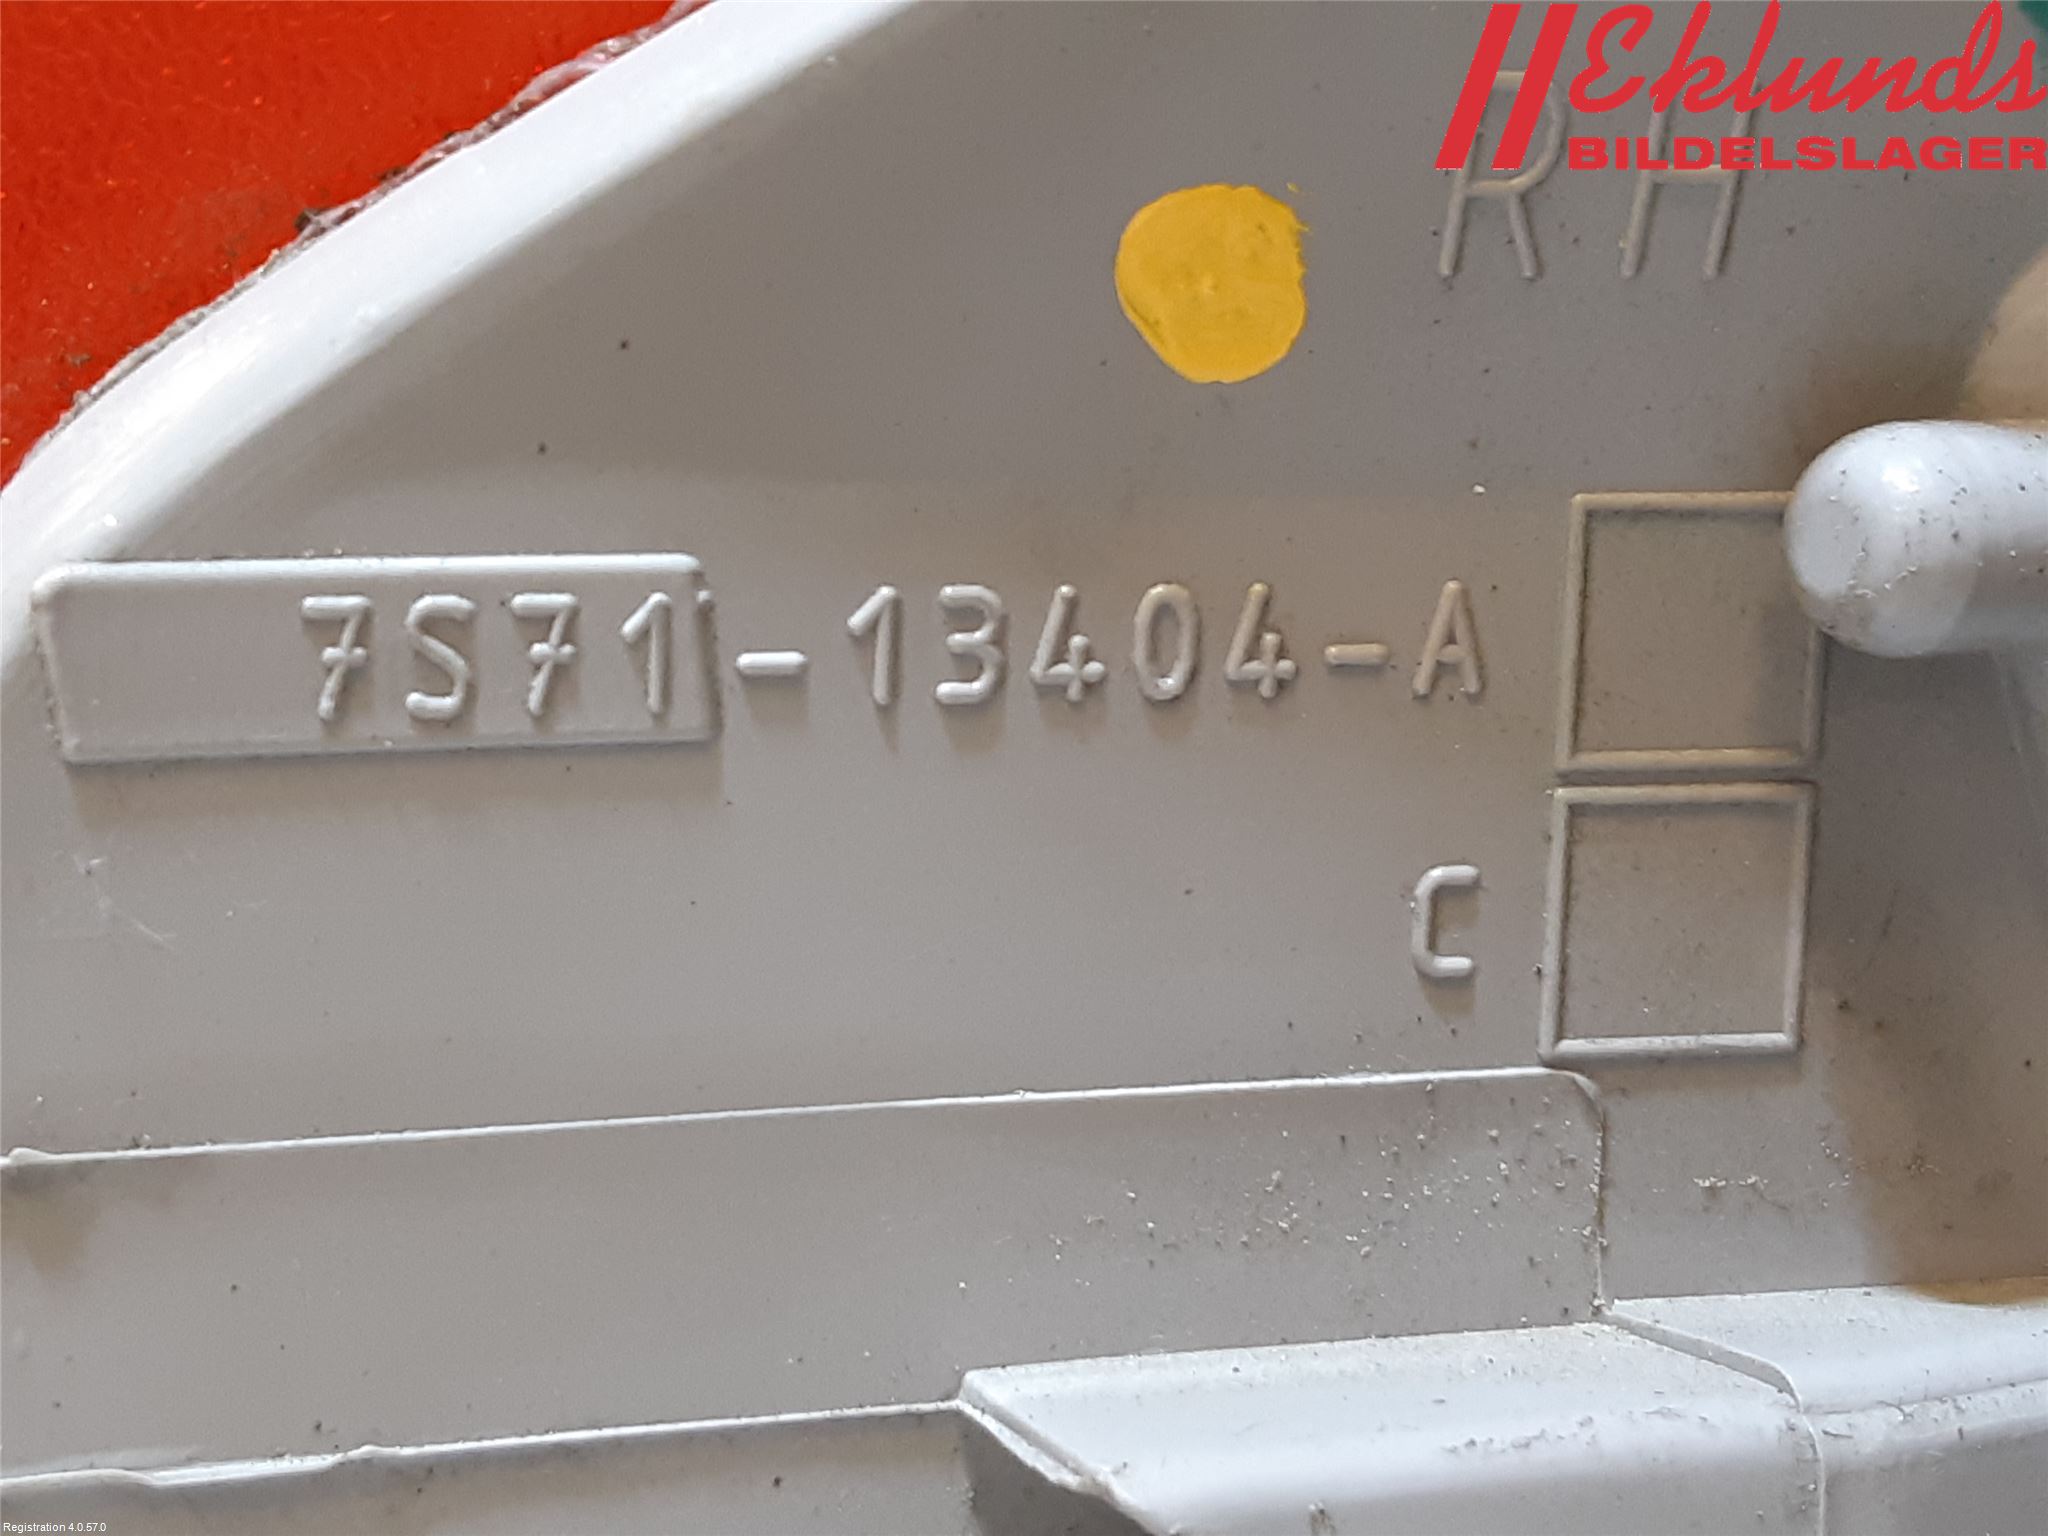 Eklunds
BILDELSLAGER
RH
7S71-13404-A
C
Registration 4.0.57.0